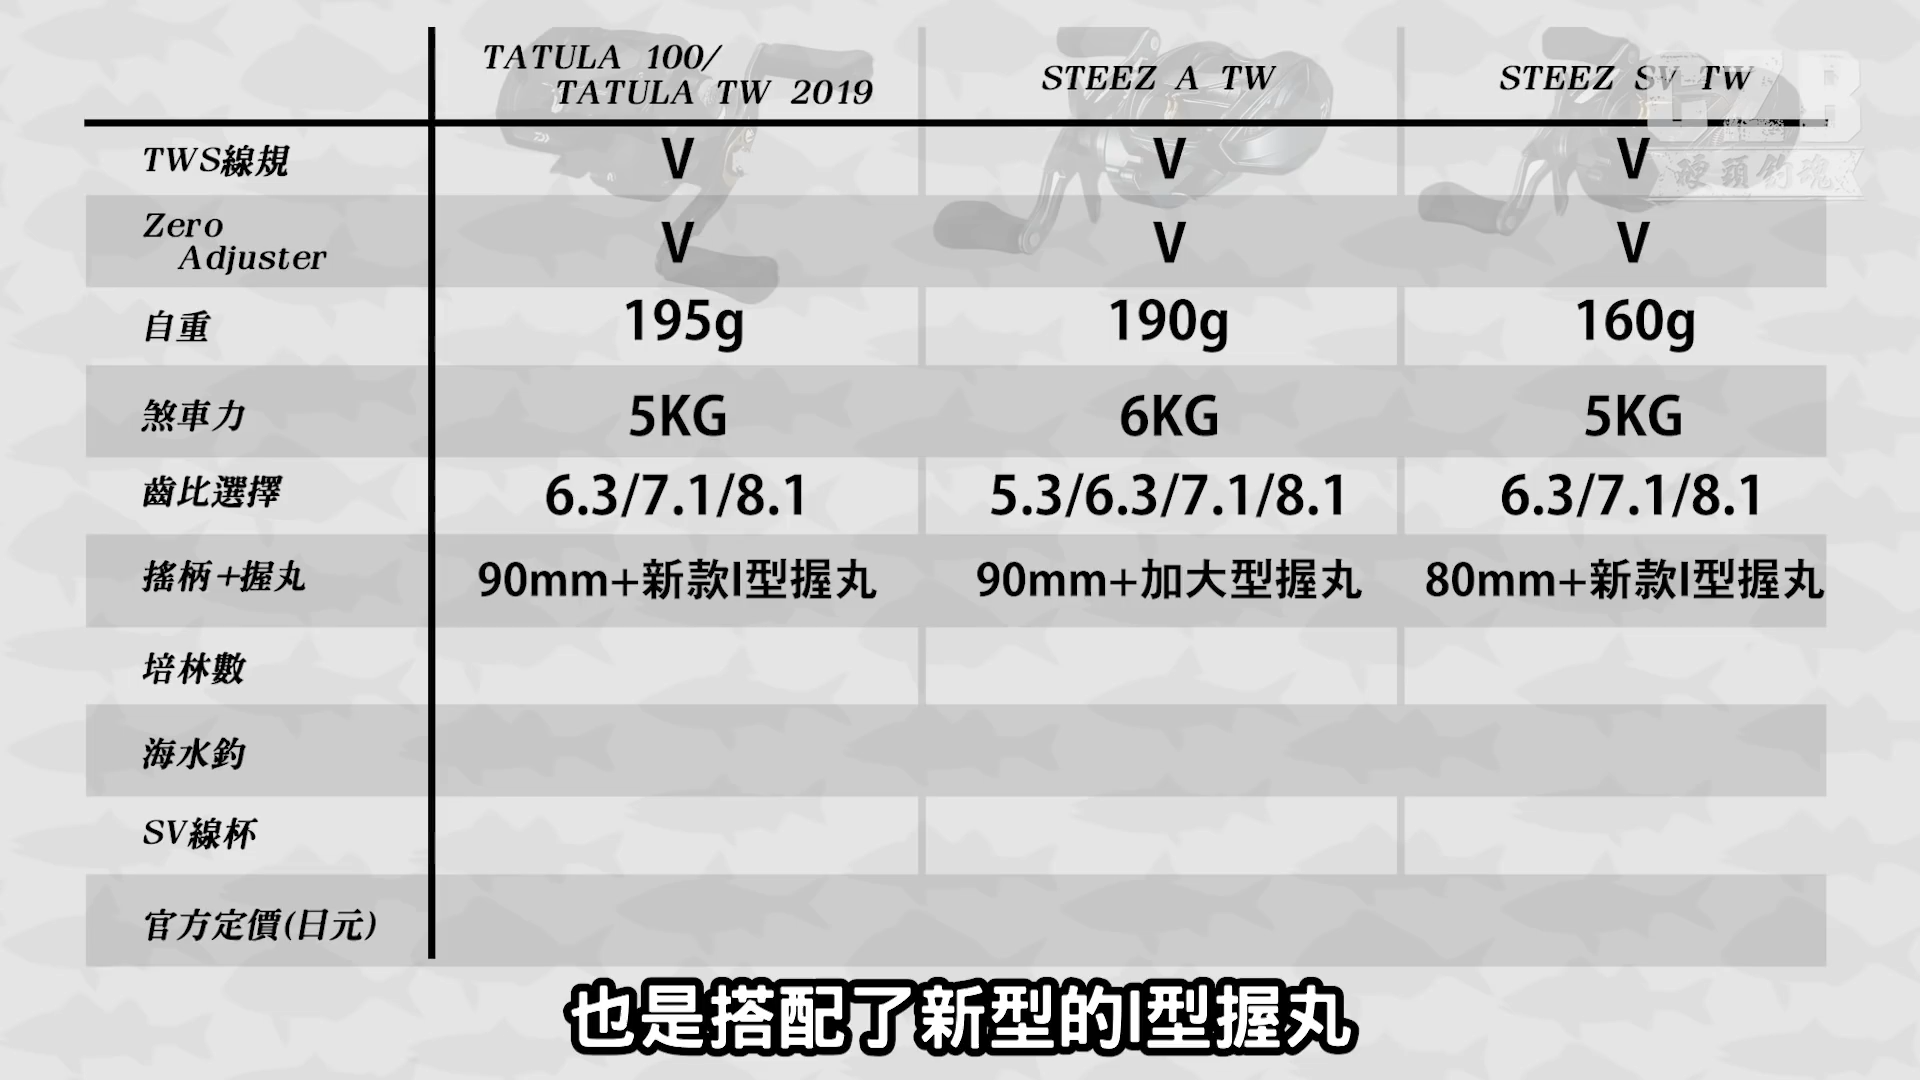 TATULA 100/
TATULA TW 2019
STEEZ A TW
STEEZ SV TW
CZB
硬頭釣魂
TWS線規
V
V
V
Zero
Adjuster
V
V
V
自重
195g
190g
160g
煞車力
5KG
6KG
5KG
齒比選擇
6.3/7.1/8.1
5.3/6.3/7.1/8.1
6.3/7.1/8.1
搖柄+握丸
90mm+新款I型握丸
90mm+加大型握丸
80mm+新款I型握丸
培林數
海水釣
SV線杯
官方定價(日元)
也是搭配了新型的I型握丸